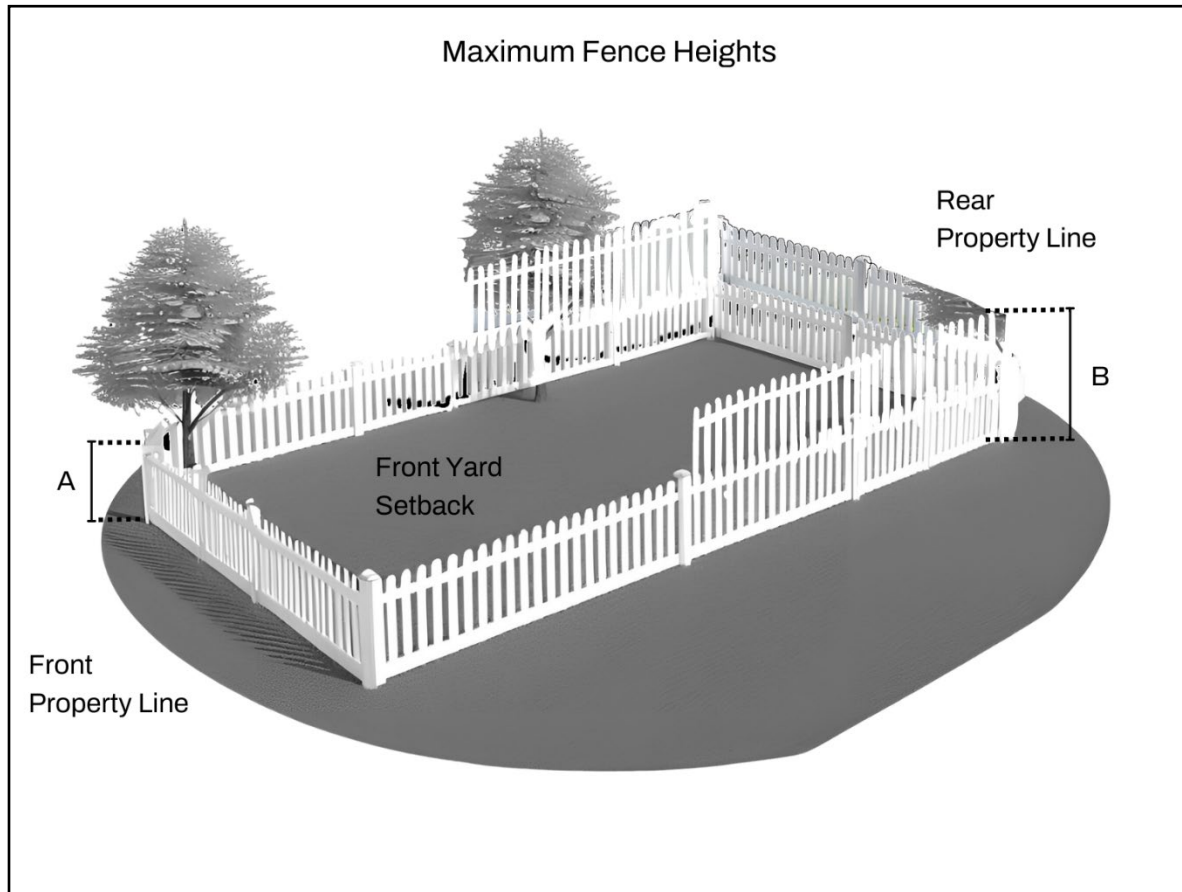 Maximum Fence Heights
Rear
Property Line
B
A
Front Yard
Setback
Front
Property Line